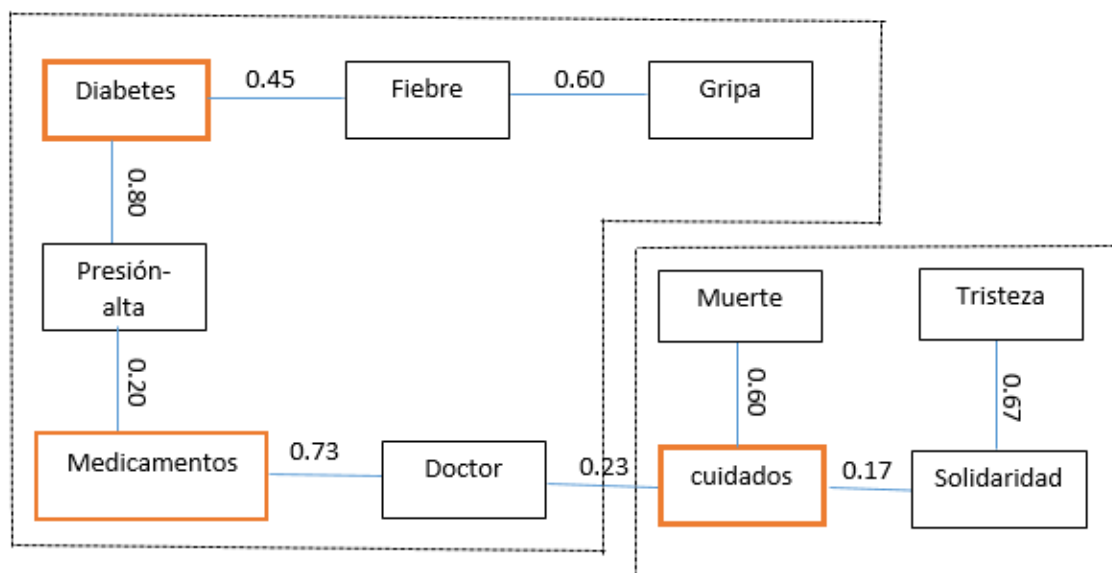 Diabetes
0.45
Fiebre
0.60
Gripa
0.80
Presión-
alta
0.20
Medicamentos
0.73
Doctor
0.23
Muerte
Tristeza
0.60
0.67
cuidados
0.17
Solidaridad